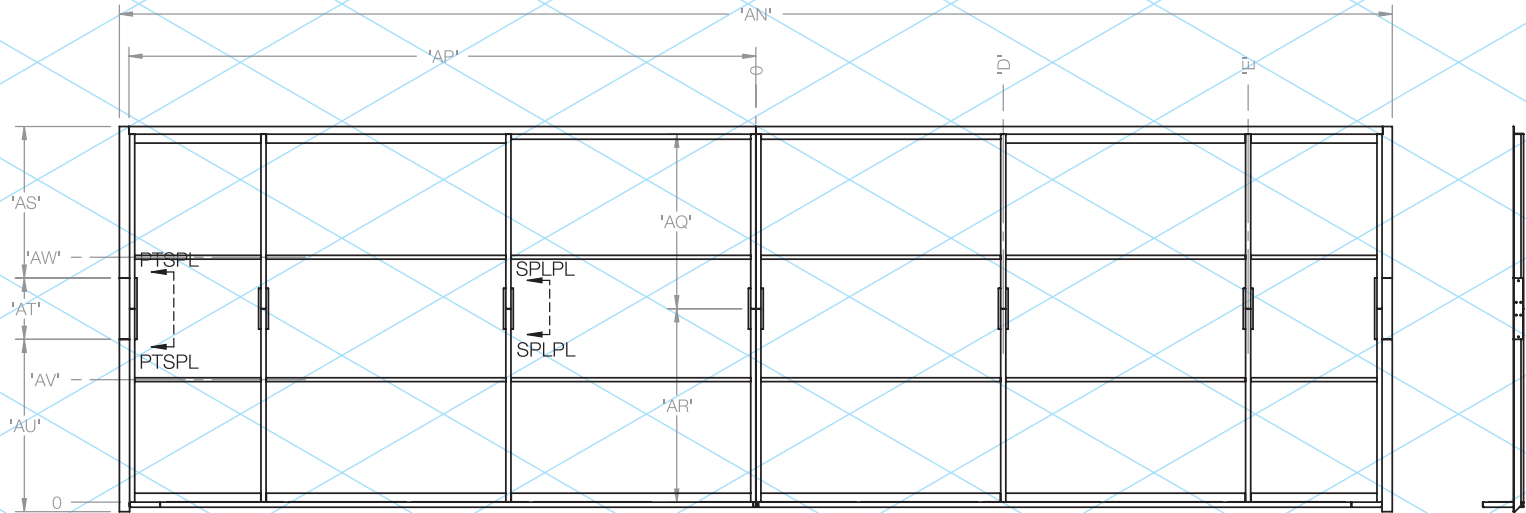 'AN'
'AP'
0
'D'
'E'
'AS'
'AQ'
'AW'
PTSPL
SPLPL
'AT'
SPLPL
PTSPL
'AV'
'AR'
'AU'
0